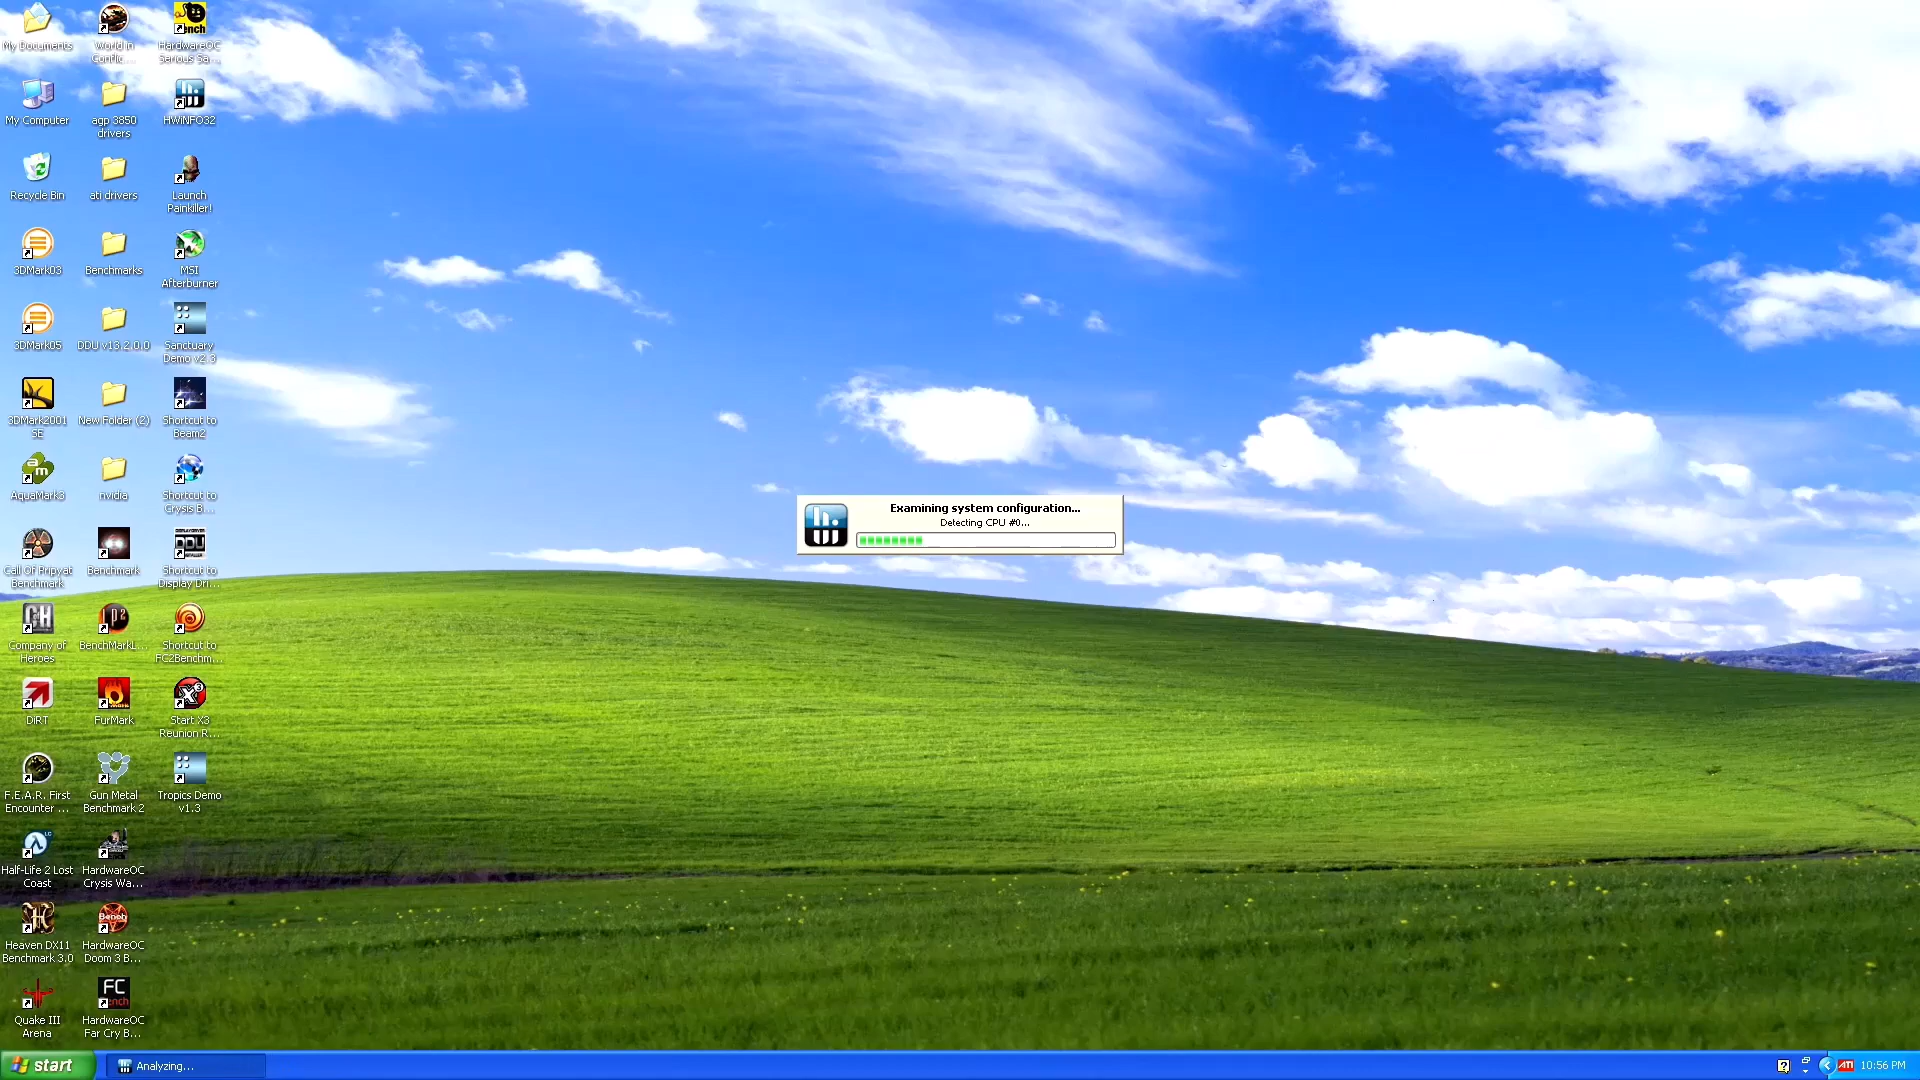 My Documents
World in
Conflic...
HardwareOC
Serious Sa...
My Computer
agp 3850
drivers
HWiNFO32
Recycle Bin
ati drivers
Launch
Painkiller!
3DMark03
Benchmarks
MSI
Afterburner
3DMark05
DDU v13.2.0.0
Sanctuary
Demo v2.3
3DMark2001
SE
New Folder (2)
Shortcut to
Beam2
AquaMark3
nvidia
Shortcut to
Crysis B...
Call Of Pripyat
Benchmark
Benchmark
Shortcut to
Display Dri...
Company of
Heroes
BenchMarkL...
Shortcut to
FC2Benchm...
DiRT
FurMark
Start X3
Reunion R...
F.E.A.R. First
Encounter ...
Gun Metal
Benchmark 2
Tropics Demo
v1.3
Half-Life 2 Lost
Coast
HardwareOC
Crysis Wa...
Heaven DX11
Benchmark 3.0
HardwareOC
Doom 3 B...
Quake III
Arena
HardwareOC
Far Cry B...
Examining system configuration...
Detecting CPU #0...
start
Analyzing...
ATI
10:56 PM